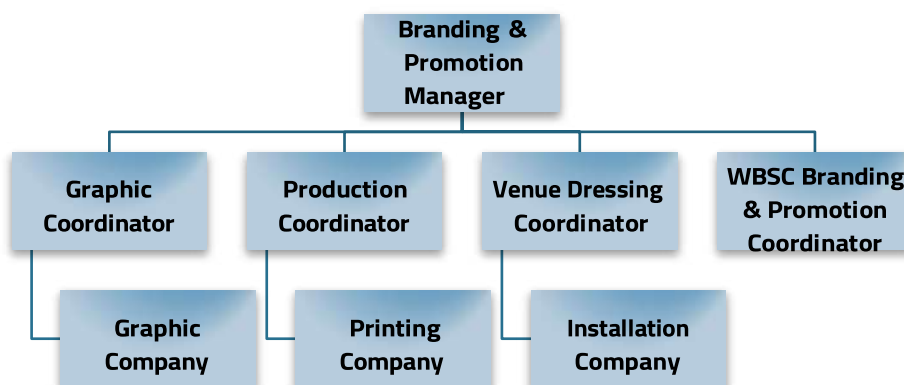 Branding &
Promotion
Manager
Graphic
Coordinator
Production
Coordinator
Venue Dressing
Coordinator
WBSC Branding
& Promotion
Coordinator
Graphic
Company
Printing
Company
Installation
Company